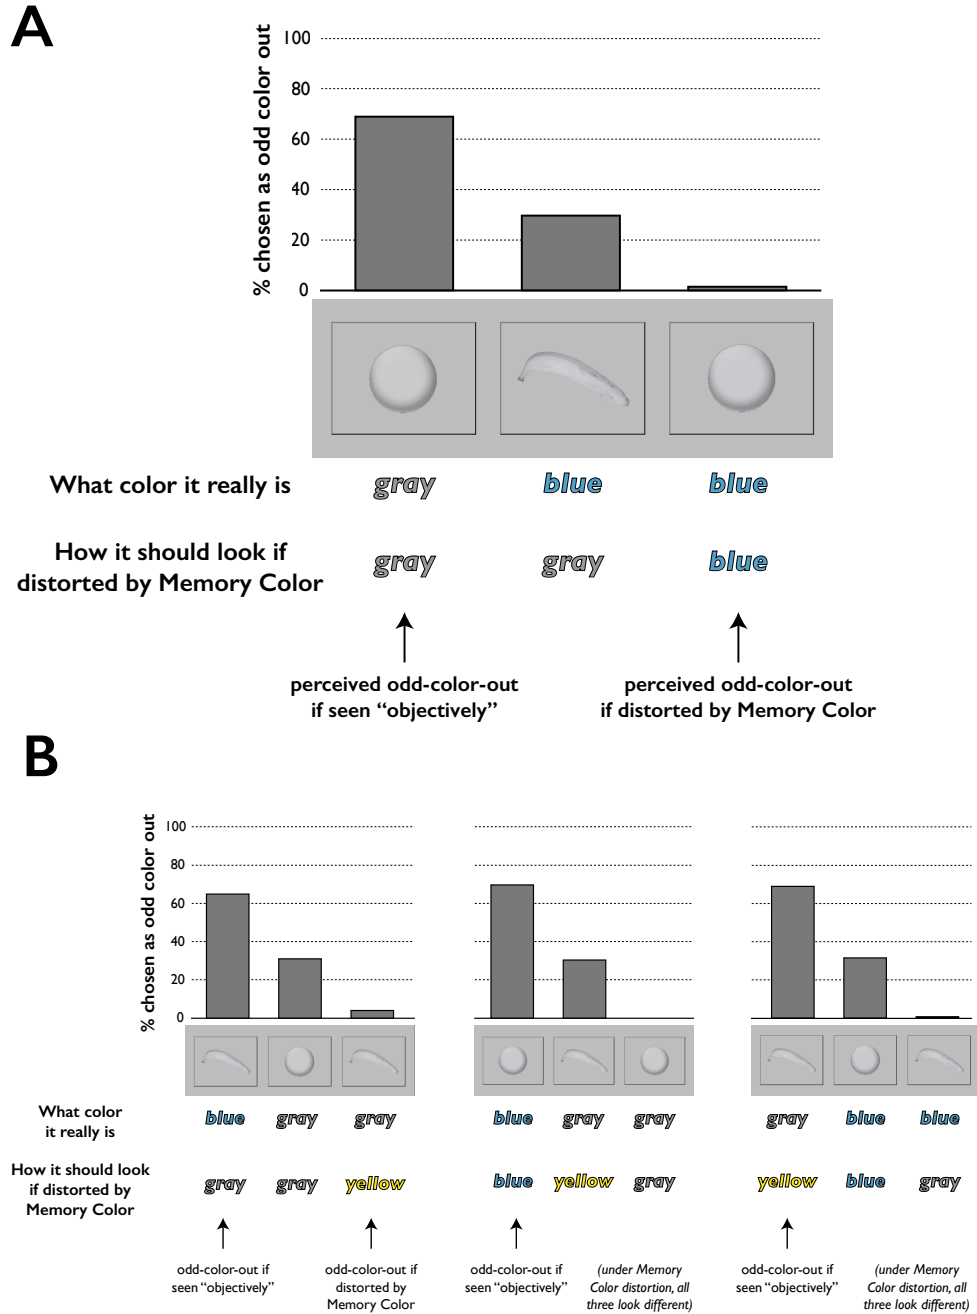 A
% chosen as odd color out
100
80
60
40
20
0
What color it really is
gray blue blue
How it should look if
distorted by Memory Color
gray gray blue
perceived odd-color-out
if seen “objectively”
perceived odd-color-out
if distorted by Memory Color
B
% chosen as odd color out
100
80
60
40
20
0
What color
it really is
blue gray gray
blue gray gray
gray blue blue
How it should look
if distorted by
Memory Color
gray gray yellow
blue yellow gray
yellow blue gray
odd-color-out if
seen “objectively”
odd-color-out if
distorted by
Memory Color
odd-color-out if
seen “objectively”
(under Memory
Color distortion, all
three look different)
odd-color-out if
seen “objectively”
(under Memory
Color distortion, all
three look different)